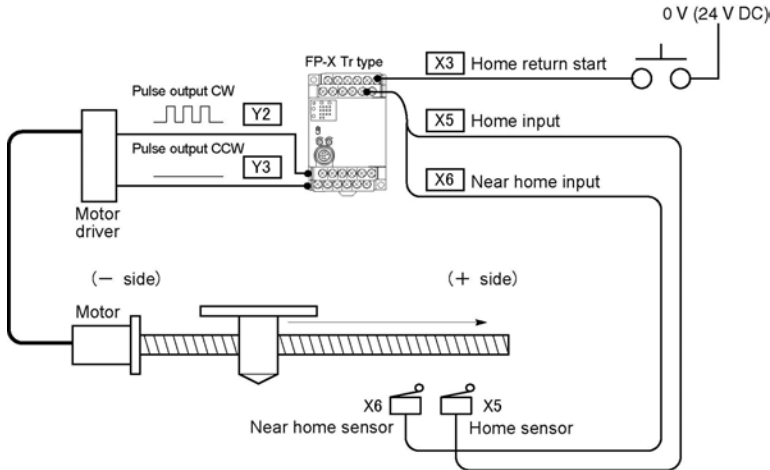 0 V (24 V DC)
FP-X Tr type
X3 Home return start
Pulse output CW
Y2
X5 Home input
Pulse output CCW
Y3
X6 Near home input
Motor
driver
(− side)
(+ side)
Motor
X6
X5
Near home sensor
Home sensor